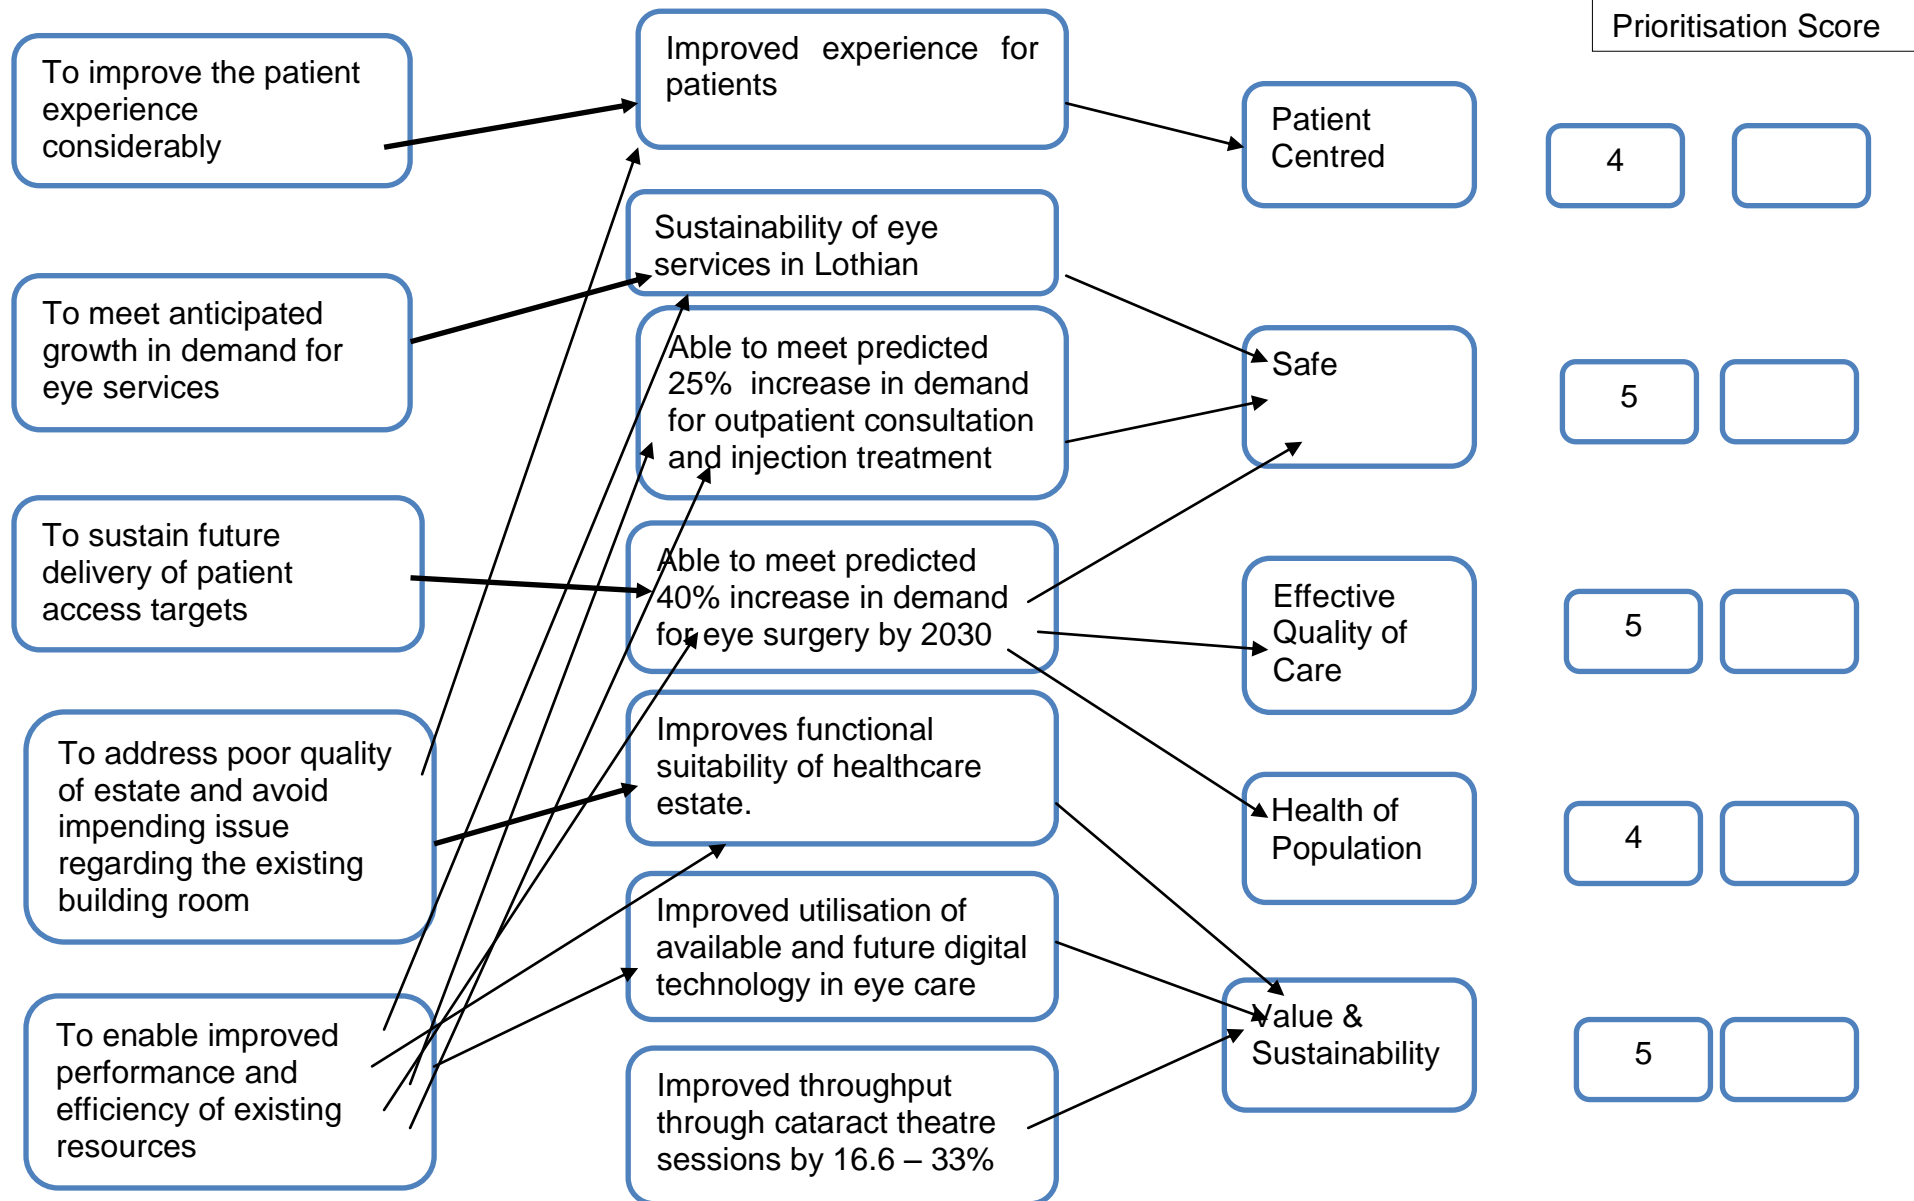 Prioritisation Score
To improve the patient
experience
considerably
To meet anticipated
growth in demand for
eye services
To sustain future
delivery of patient
access targets
To address poor quality
of estate and avoid
impending issue
regarding the existing
building room
To enable improved
performance and
efficiency of existing
resources
Improved experience for
patients
Sustainability of eye
services in Lothian
Able to meet predicted
25% increase in demand
for outpatient consultation
and injection treatment
Able to meet predicted
40% increase in demand
for eye surgery by 2030
Improves functional
suitability of healthcare
estate.
Improved utilisation of
available and future digital
technology in eye care
Improved throughput
through cataract theatre
sessions by 16.6 – 33%
Patient
Centred
Safe
Effective
Quality of
Care
Health of
Population
Value &
Sustainability
4
5
5
4
5